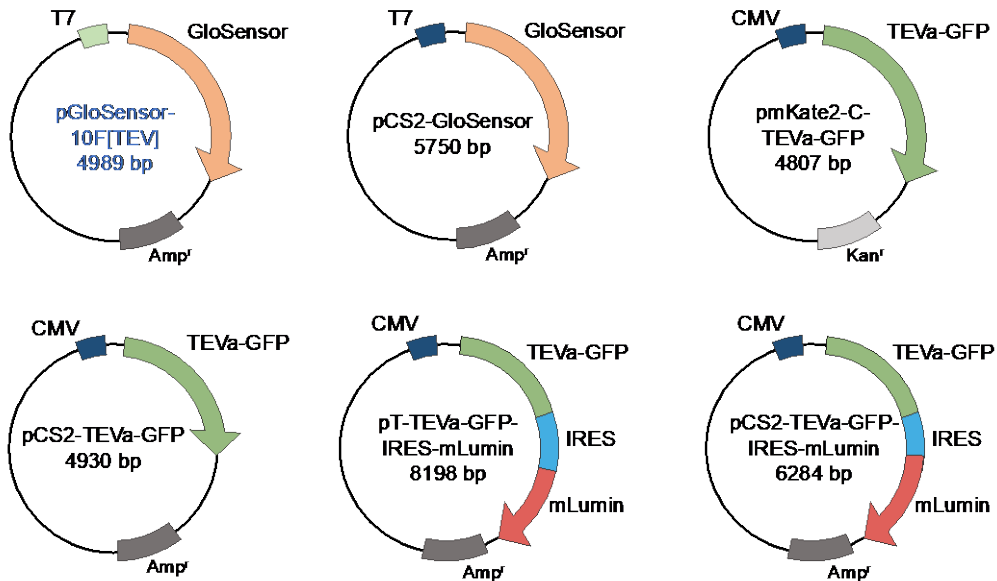 T7
GloSensor
pGloSensor-
10F[TEV]
4989 bp
Ampʳ
T7
GloSensor
pCS2-GloSensor
5750 bp
Ampʳ
CMV
TEVa-GFP
pmKate2-C-
TEVa-GFP
4807 bp
Kanʳ
CMV
TEVa-GFP
pCS2-TEVa-GFP
4930 bp
Ampʳ
CMV
TEVa-GFP
pT-TEVa-GFP-
IRES-mLumin
8198 bp
IRES
mLumin
Ampʳ
CMV
TEVa-GFP
pCS2-TEVa-GFP-
IRES-mLumin
6284 bp
IRES
mLumin
Ampʳ